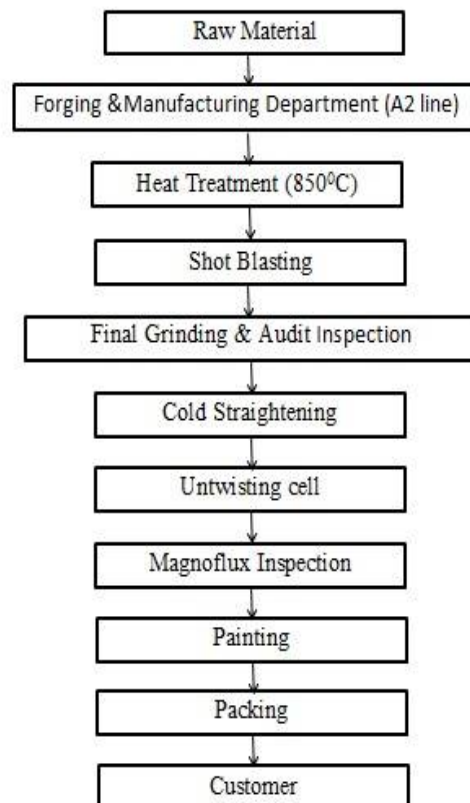 Raw Material
Forging &Manufacturing Department (A2 line)
Heat Treatment (850⁰C)
Shot Blasting
Final Grinding & Audit Inspection
Cold Straightening
Untwisting cell
Magnoflux Inspection
Painting
Packing
Customer